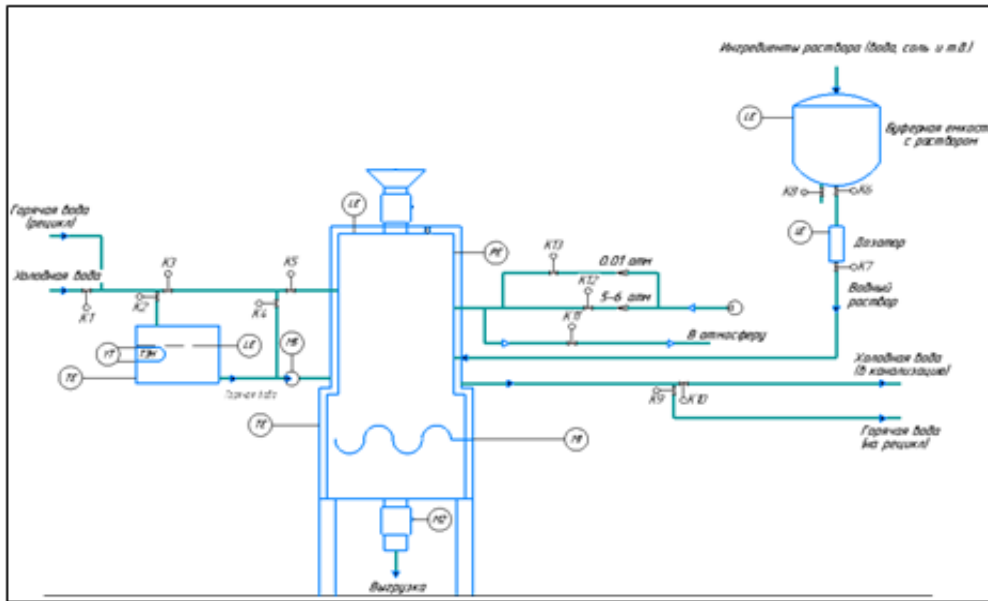 Ингредиенты раствора (вода, соль и т.д.)
LE
Буферная емкост
с раствором
K8
K6
LE
Дозатор
K7
Водный
раствор
LE
PE
K13
0.01 атм
K12
5-6 атм
K11
В атмосферу
Горячая вода
(рецикл)
Холодная вода
K3
K5
K1
K2
K4
ТЭН
LE
TE
Горячая вода
Холодная вода
(в канализацию)
K9
K10
Горячая вода
(на рецикл)
TE
M1
M2
Выгрузка